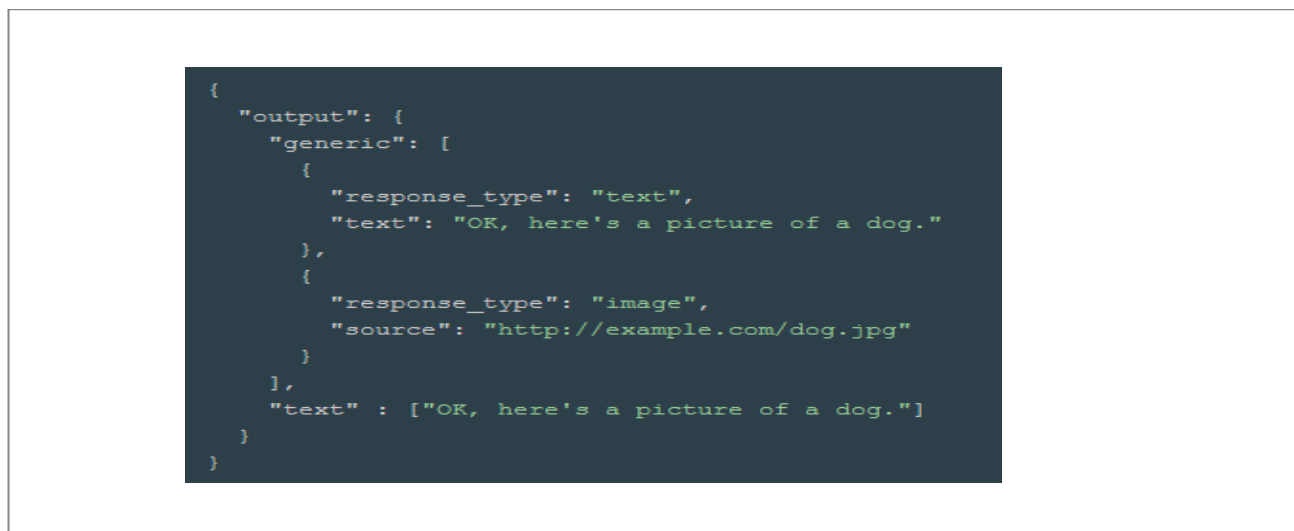 {
  "output": {
    "generic": [
      {
        "response_type": "text",
        "text": "OK, here's a picture of a dog."
      },
      {
        "response_type": "image",
        "source": "http://example.com/dog.jpg"
      }
    ],
    "text" : ["OK, here's a picture of a dog."]
  }
}